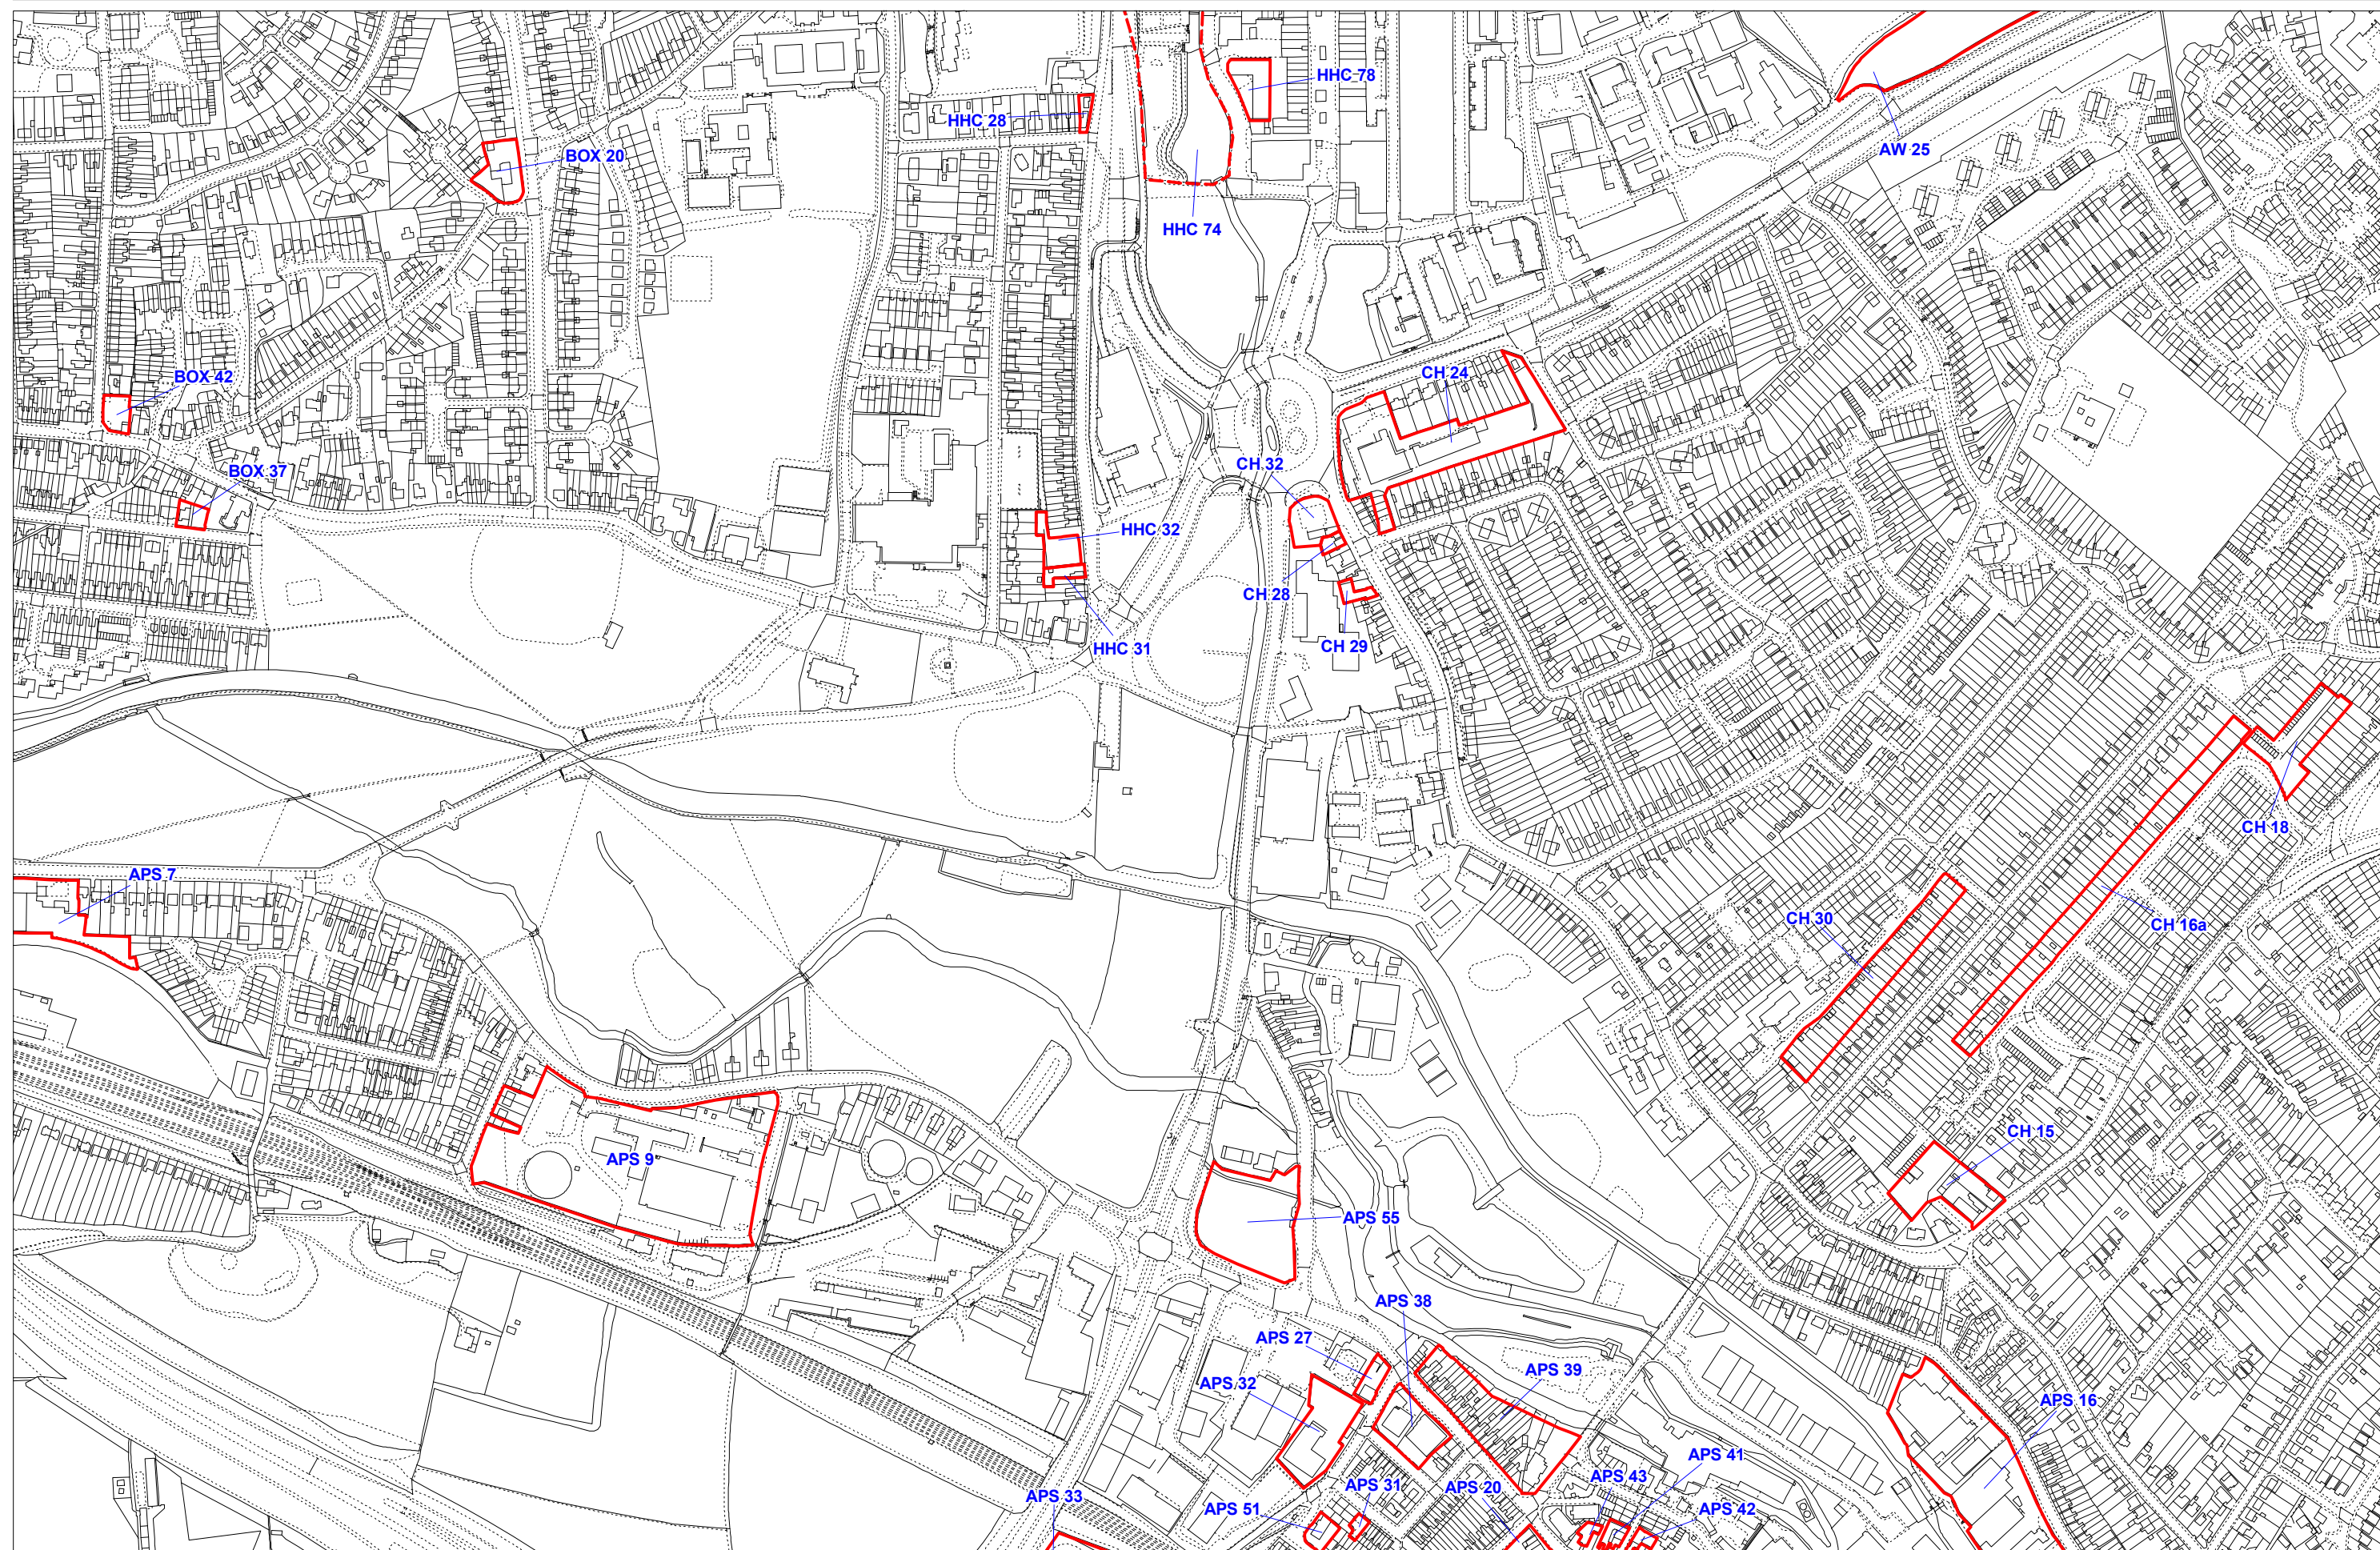 HHC 78
HHC 28
AW 25
BOX 20
HHC 74
CH 24
BOX 42
CH 32
BOX 37
HHC 32
CH 28
CH 29
HHC 31
CH 18
APS 7
CH 30
CH 16a
CH 15
APS 9
APS 55
APS 38
APS 27
APS 39
APS 32
APS 16
APS 41
APS 43
APS 31
APS 20
APS 33
APS 51
APS 42